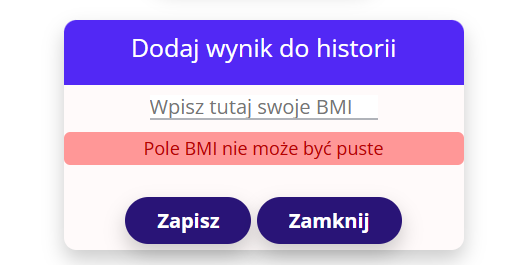 Dodaj wynik do historii
Wpisz tutaj swoje BMI
Pole BMI nie może być puste
Zapisz
Zamknij